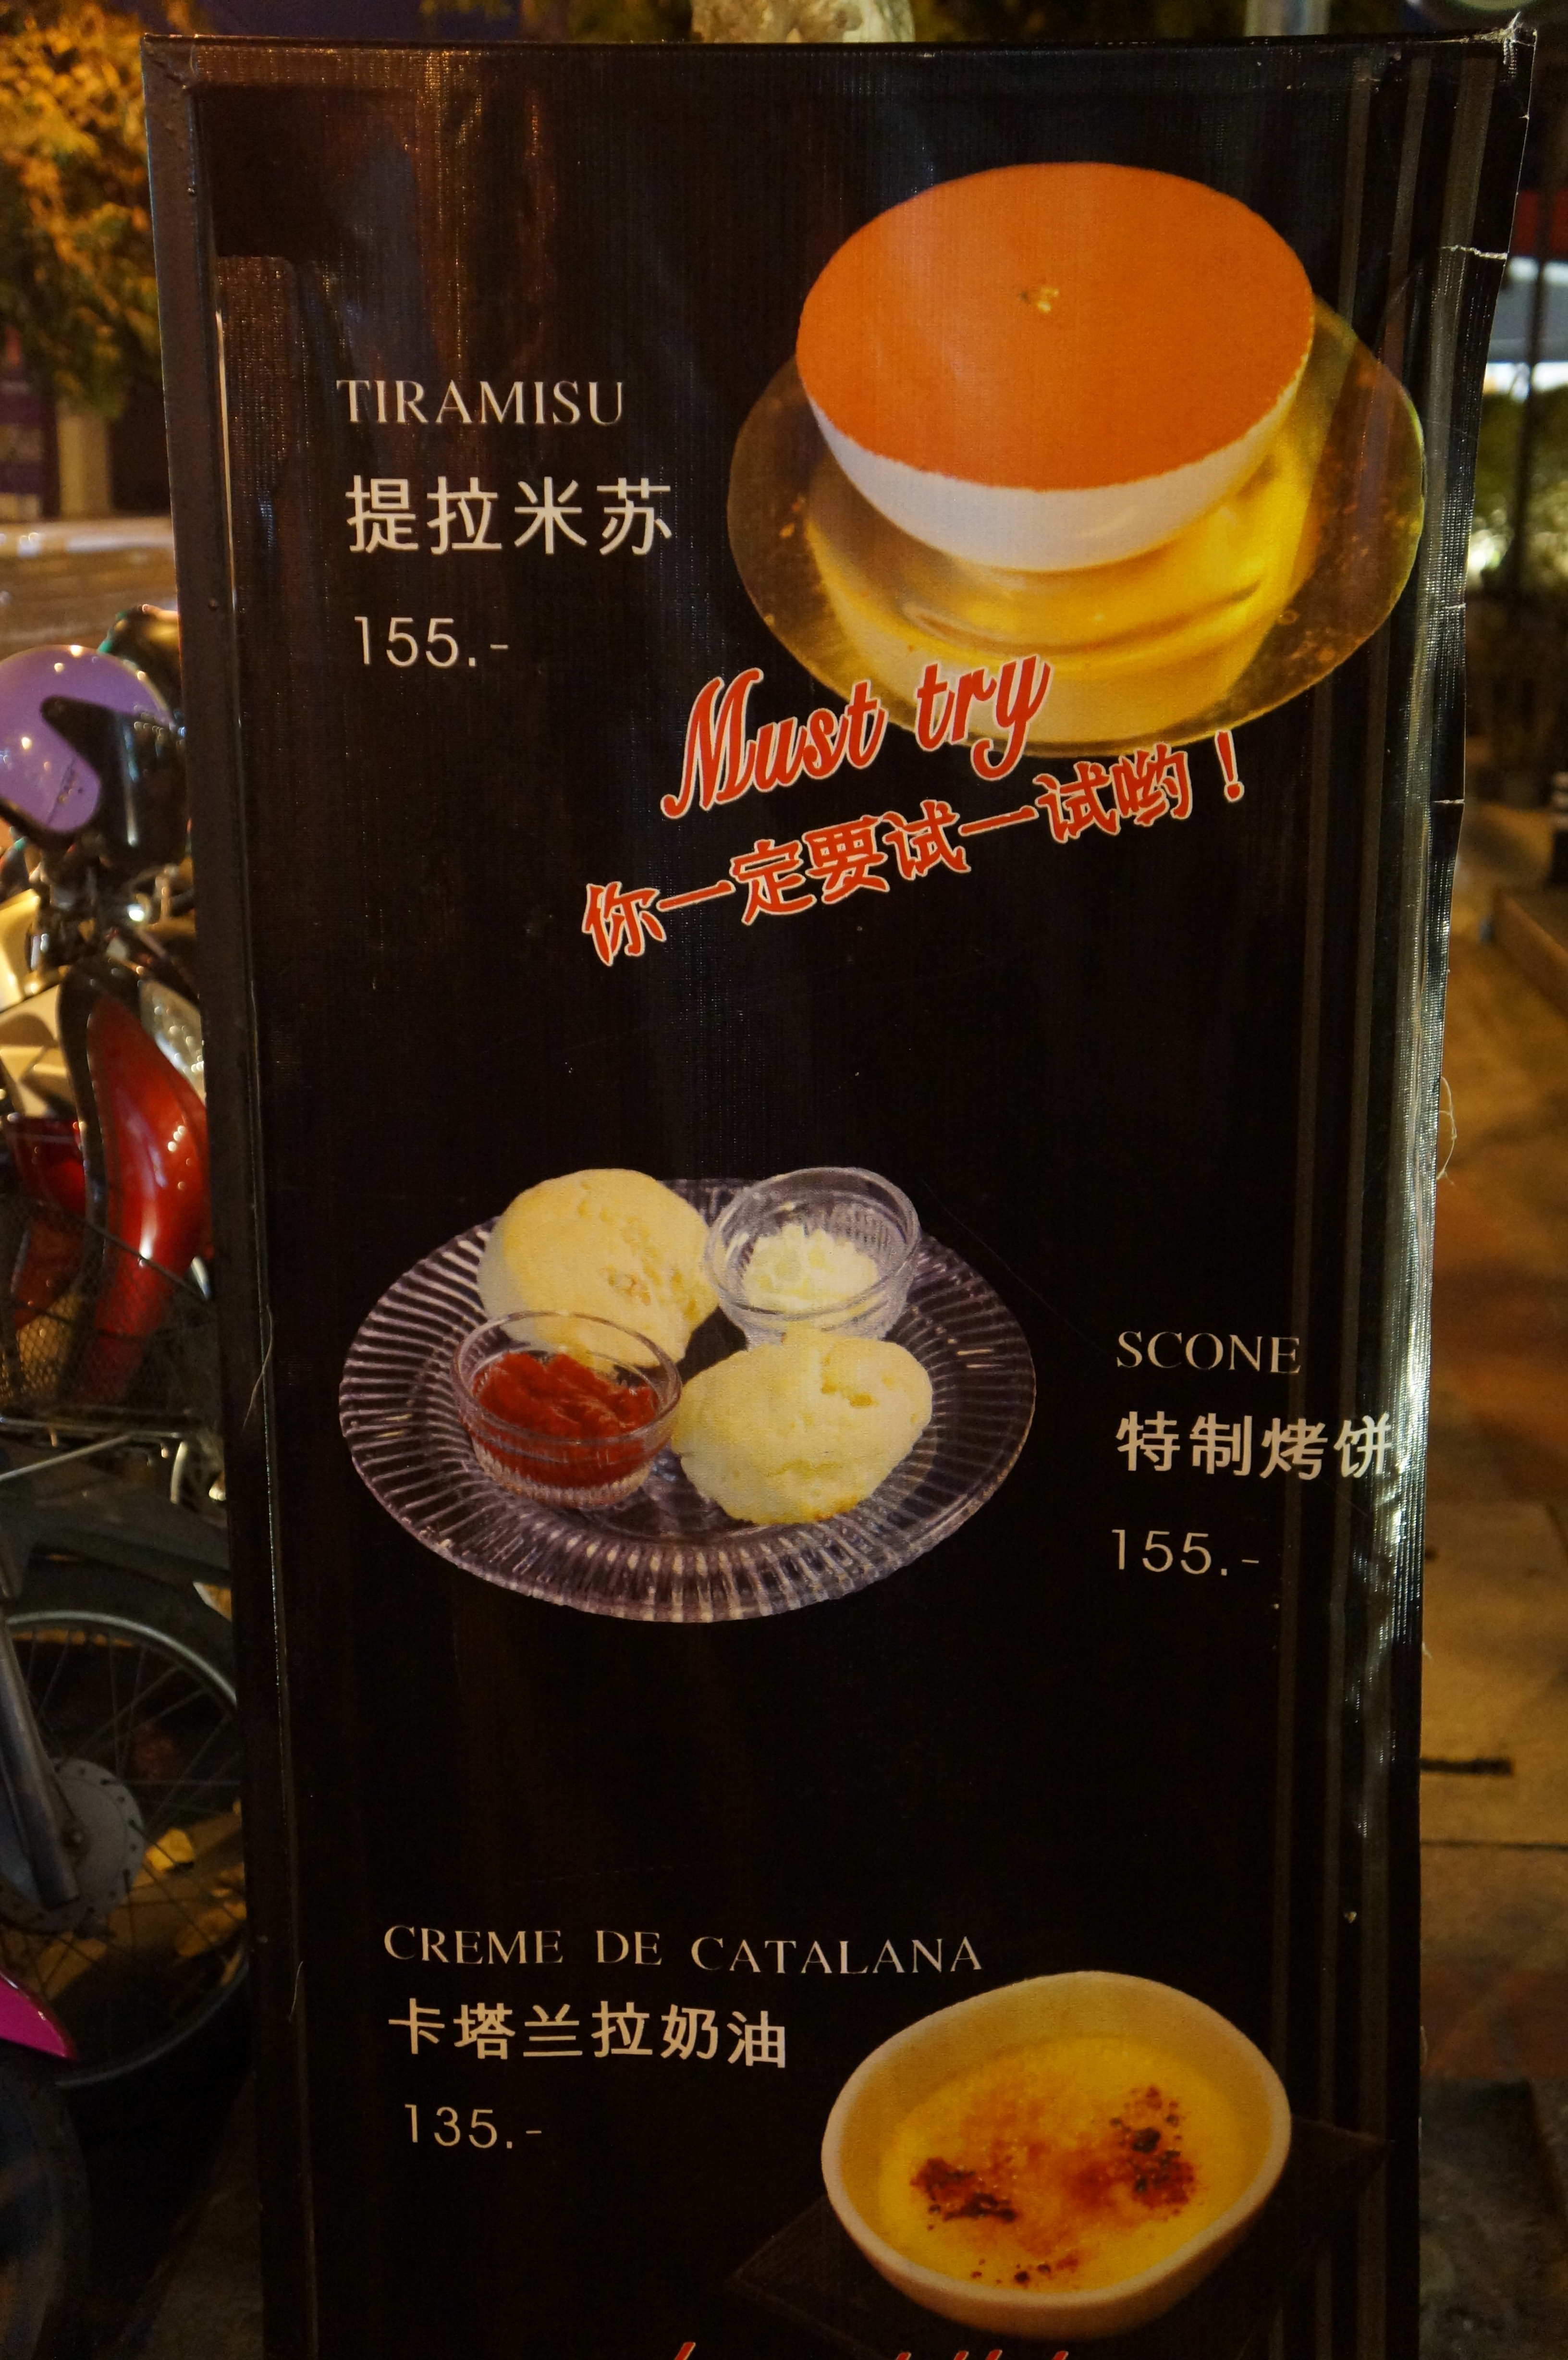 TIRAMISU
提拉米苏
155.-
Must try
你一定要试一试哟！
SCONE
特制烤饼
155.-
CREME DE CATALANA
卡塔兰拉奶油
135.-